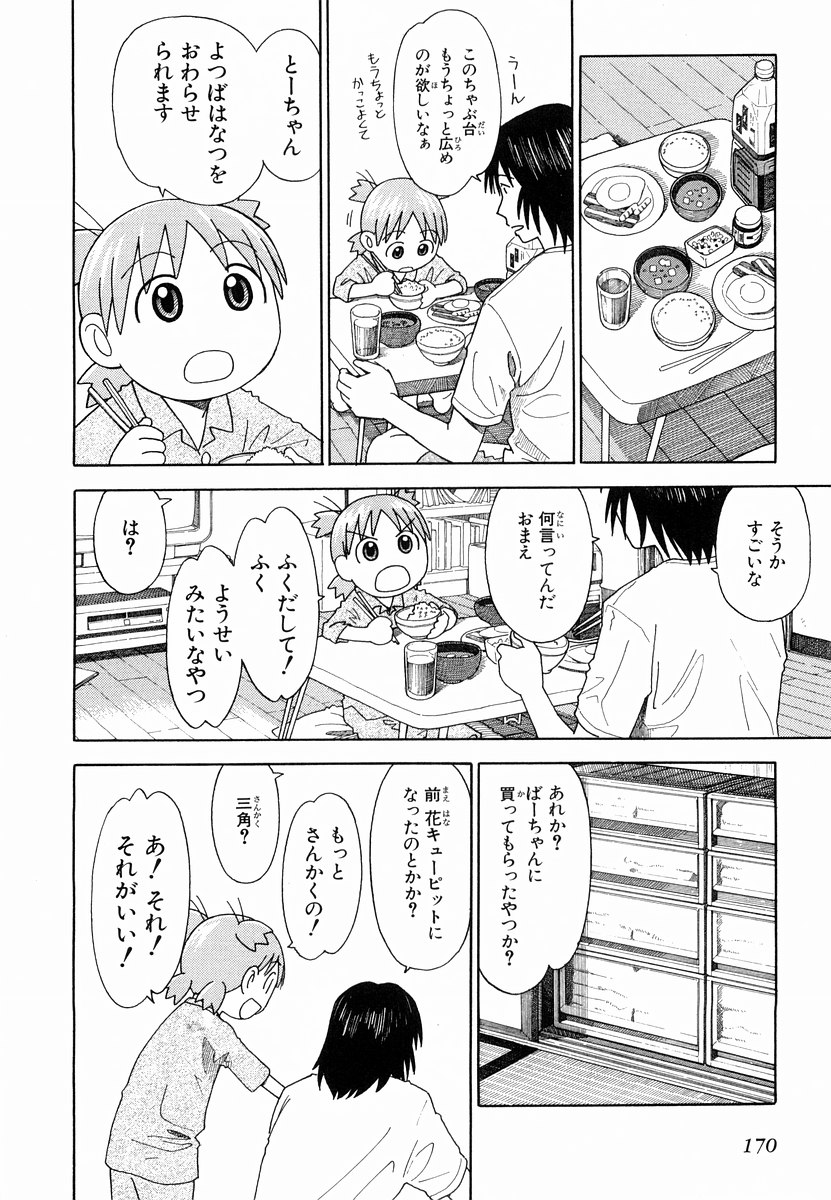 うーん
このちゃぶ台
もうちょっと広め
のが欲しいなぁ
もうちょっと
かっこよくて
とーちゃん
よつばはなつを
おわらせ
られます
そうか
すごいな
何言ってんだ
おまえ
ふくだして!
ふく
ようせい
みたいなやつ
は?
あれか?
ばーちゃんに
買ってもらったやつか?
前 花キューピットに
なったのとかか?
もっと
さんかくの!
三角?
あ!それ!
それがいい!
170